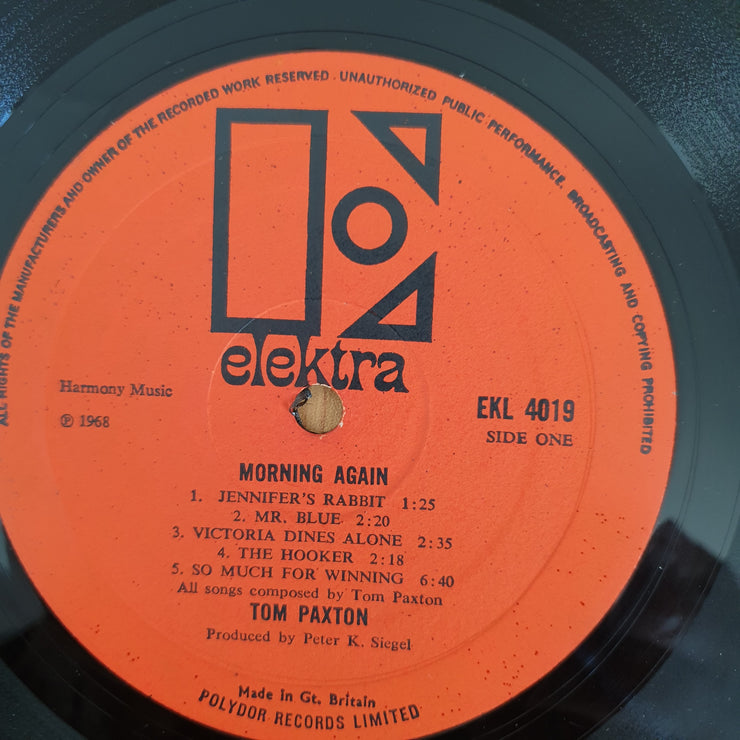 ALL RIGHTS OF THE MANUFACTURERS AND OWNER OF THE RECORDED WORK RESERVED · UNAUTHORIZED PUBLIC PERFORMANCE, BROADCASTING AND COPYING PROHIBITED
elektra
Harmony Music
℗ 1968
EKL 4019
SIDE ONE
MORNING AGAIN
1. JENNIFER'S RABBIT 1:25
2. MR. BLUE 2:20
3. VICTORIA DINES ALONE 2:35
4. THE HOOKER 2:18
5. SO MUCH FOR WINNING 6:40
All songs composed by Tom Paxton
TOM PAXTON
Produced by Peter K. Siegel
Made in Gt. Britain
POLYDOR RECORDS LIMITED